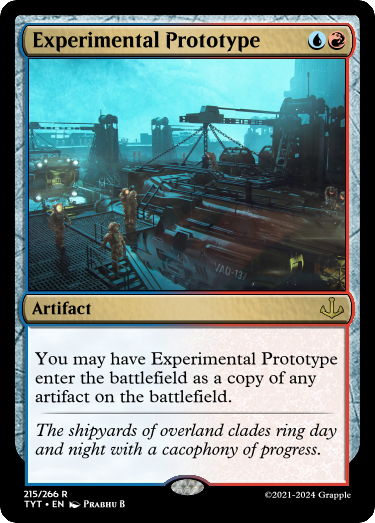 Experimental Prototype
VAO-132
Artifact
You may have Experimental Prototype
enter the battlefield as a copy of any
artifact on the battlefield.
The shipyards of overland clades ring day
and night with a cacophony of progress.
215/266 R
TYT • EN Prabhu B
©2021-2024 Grapple